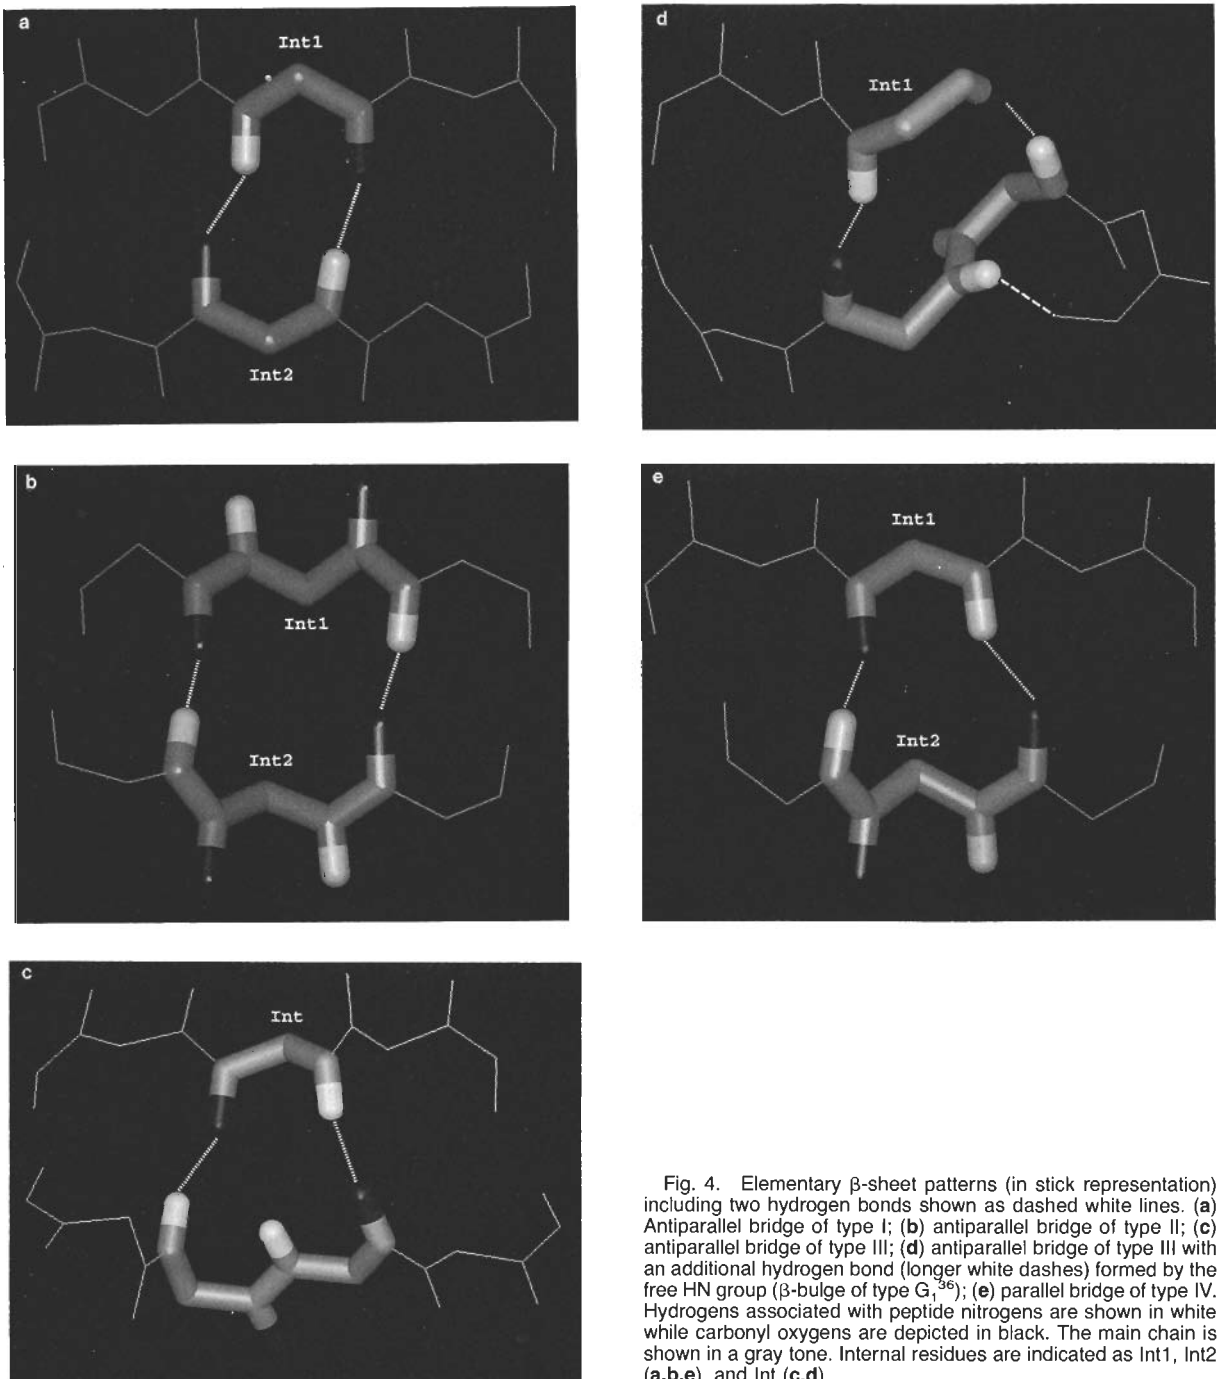 a
Int1
Int2
d
Int1
b
Int1
Int2
e
Int1
Int2
c
Int
Fig. 4. Elementary β-sheet patterns (in stick representation)
including two hydrogen bonds shown as dashed white lines. (a)
Antiparallel bridge of type I; (b) antiparallel bridge of type II; (c)
antiparallel bridge of type III; (d) antiparallel bridge of type III with
an additional hydrogen bond (longer white dashes) formed by the
free HN group (β-bulge of type G₁³⁶); (e) parallel bridge of type IV.
Hydrogens associated with peptide nitrogens are shown in white
while carbonyl oxygens are depicted in black. The main chain is
shown in a gray tone. Internal residues are indicated as Int1, Int2
(a,b,e), and Int (c,d)